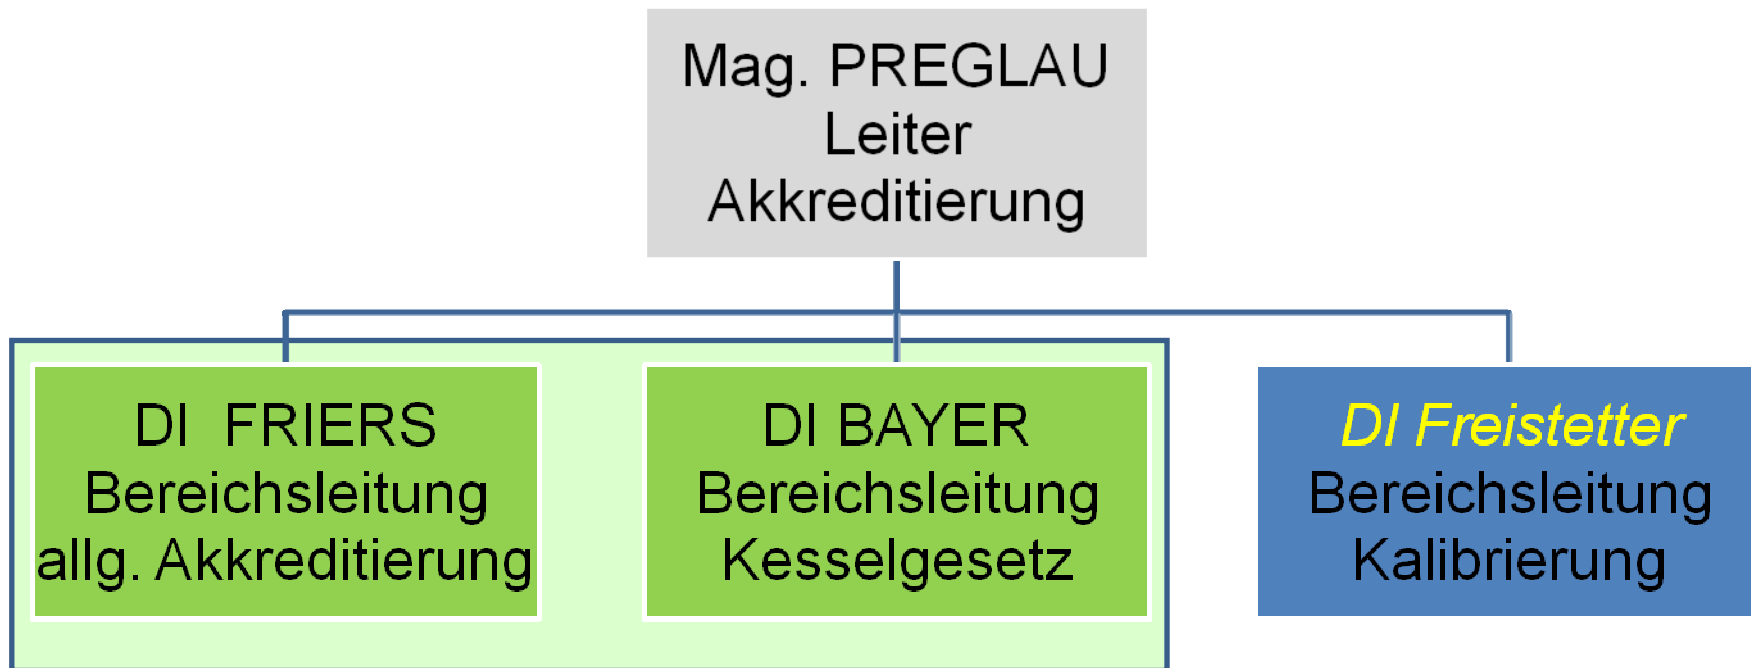 Mag. PREGLAU
Leiter
Akkreditierung
DI FRIERS
Bereichsleitung
allg. Akkreditierung
DI BAYER
Bereichsleitung
Kesselgesetz
DI Freistetter
Bereichsleitung
Kalibrierung